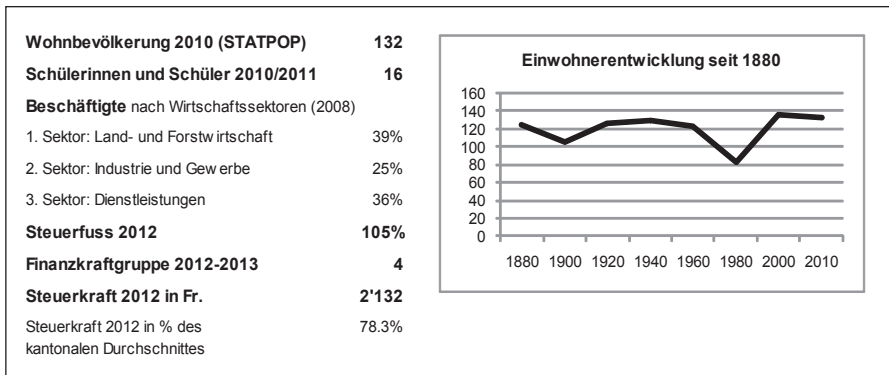 Wohnbevölkerung 2010 (STATPOP) 132
Schülerinnen und Schüler 2010/2011 16
Beschäftigte nach Wirtschaftssektoren (2008)
1. Sektor: Land- und Forstwirtschaft 39%
2. Sektor: Industrie und Gewerbe 25%
3. Sektor: Dienstleistungen 36%
Steuerfuss 2012 105%
Finanzkraftgruppe 2012-2013 4
Steuerkraft 2012 in Fr. 2'132
Steuerkraft 2012 in % des 78.3%
kantonalen Durchschnittes
Einwohnerentwicklung seit 1880
160
140
120
100
80
60
40
20
0
1880 1900 1920 1940 1960 1980 2000 2010